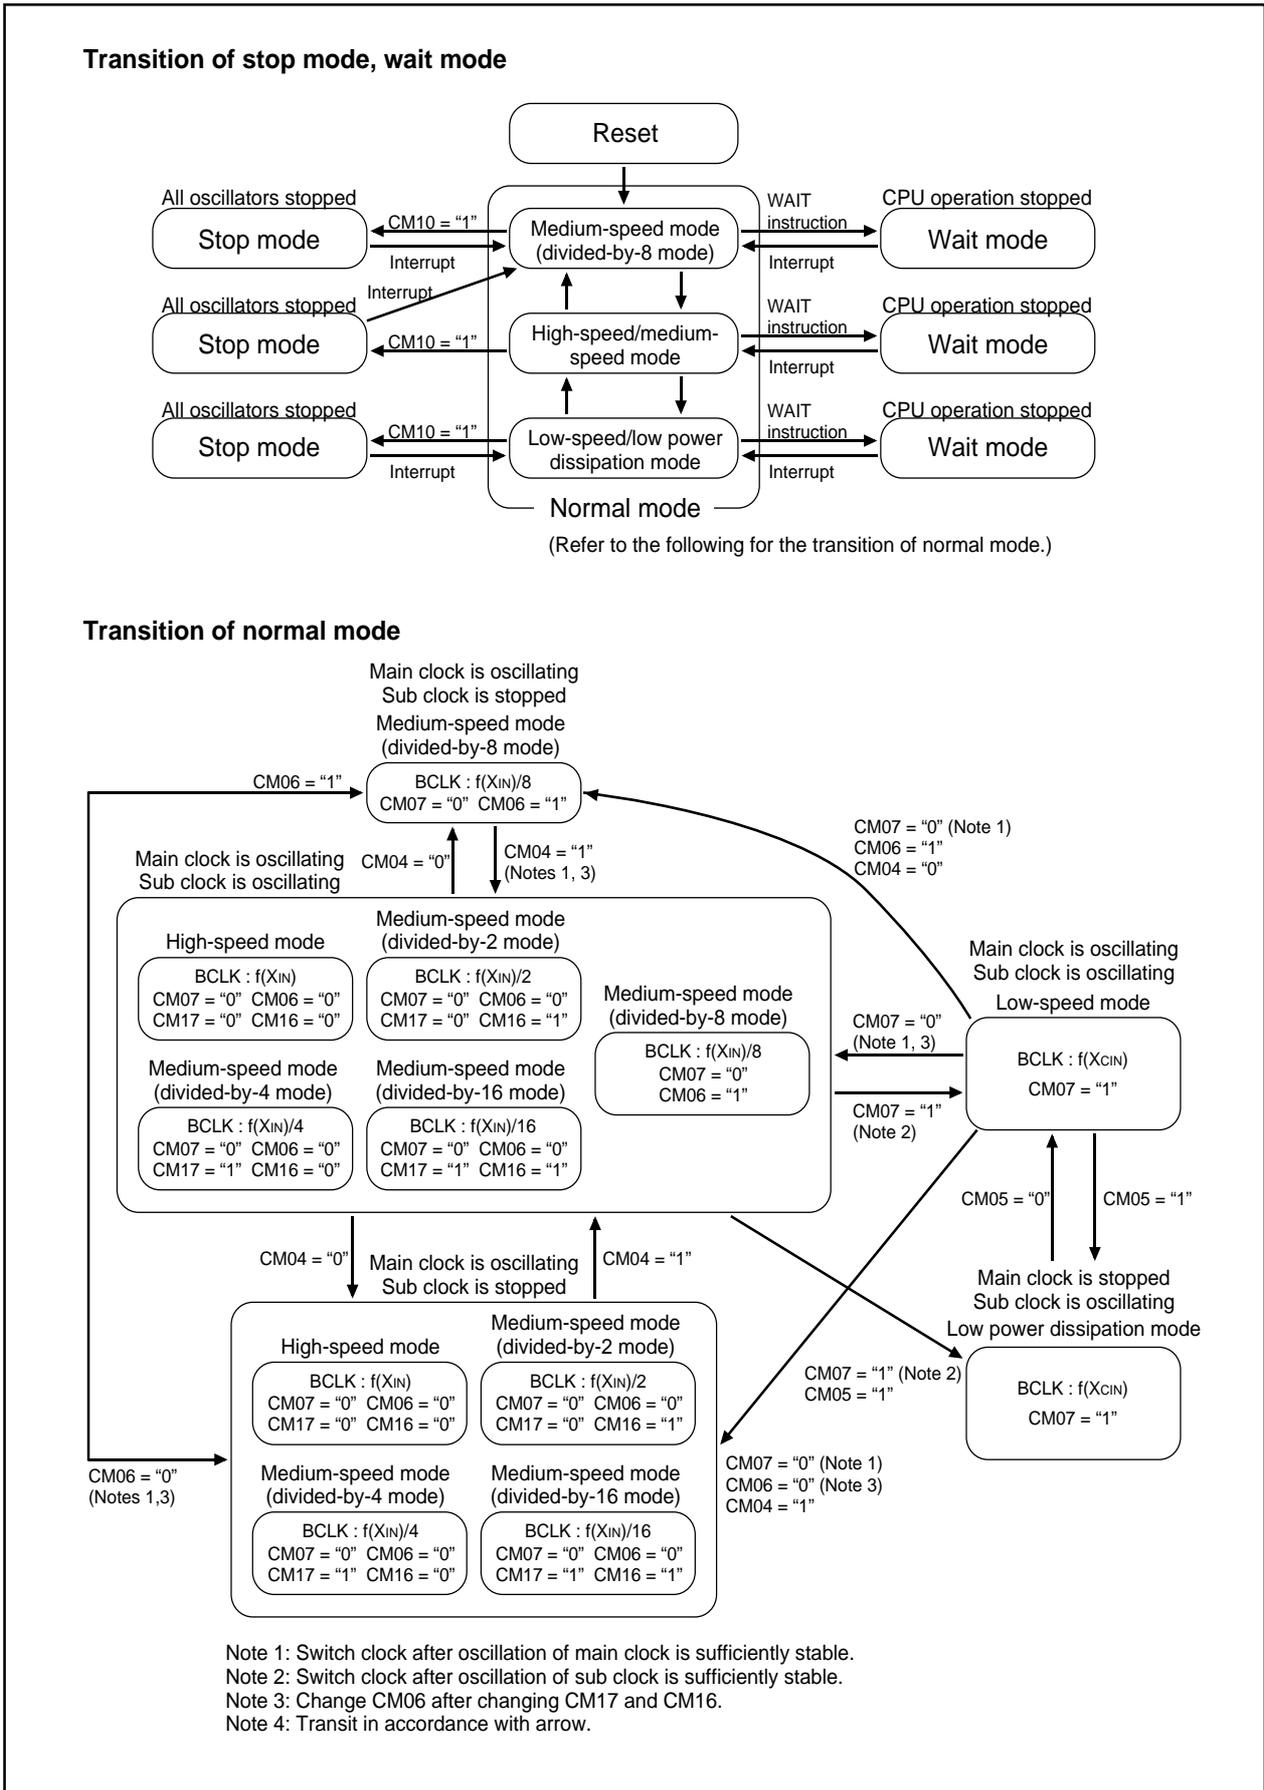 Transition of stop mode, wait mode
Reset
All oscillators stopped
Stop mode
CM10 = “1”
Interrupt
Medium-speed mode
(divided-by-8 mode)
WAIT
instruction
Interrupt
CPU operation stopped
Wait mode
Interrupt
All oscillators stopped
Stop mode
CM10 = “1”
High-speed/medium-
speed mode
WAIT
instruction
Interrupt
CPU operation stopped
Wait mode
All oscillators stopped
Stop mode
CM10 = “1”
Interrupt
Low-speed/low power
dissipation mode
WAIT
instruction
Interrupt
CPU operation stopped
Wait mode
Normal mode
(Refer to the following for the transition of normal mode.)
Transition of normal mode
Main clock is oscillating
Sub clock is stopped
Medium-speed mode
(divided-by-8 mode)
CM06 = “1”
BCLK : f(XIN)/8
CM07 = “0” CM06 = “1”
CM07 = “0” (Note 1)
CM06 = “1”
CM04 = “0”
Main clock is oscillating
Sub clock is oscillating
CM04 = “0”
CM04 = “1”
(Notes 1, 3)
High-speed mode
BCLK : f(XIN)
CM07 = “0” CM06 = “0”
CM17 = “0” CM16 = “0”
Medium-speed mode
(divided-by-2 mode)
BCLK : f(XIN)/2
CM07 = “0” CM06 = “0”
CM17 = “0” CM16 = “1”
Medium-speed mode
(divided-by-8 mode)
BCLK : f(XIN)/8
CM07 = “0”
CM06 = “1”
Medium-speed mode
(divided-by-4 mode)
BCLK : f(XIN)/4
CM07 = “0” CM06 = “0”
CM17 = “1” CM16 = “0”
Medium-speed mode
(divided-by-16 mode)
BCLK : f(XIN)/16
CM07 = “0” CM06 = “0”
CM17 = “1” CM16 = “1”
Main clock is oscillating
Sub clock is oscillating
Low-speed mode
CM07 = “0”
(Note 1, 3)
BCLK : f(XCIN)
CM07 = “1”
CM07 = “1”
(Note 2)
CM05 = “0”
CM05 = “1”
CM04 = “0”
Main clock is oscillating
Sub clock is stopped
CM04 = “1”
Main clock is stopped
Sub clock is oscillating
Low power dissipation mode
CM07 = “1” (Note 2)
CM05 = “1”
BCLK : f(XCIN)
CM07 = “1”
High-speed mode
BCLK : f(XIN)
CM07 = “0” CM06 = “0”
CM17 = “0” CM16 = “0”
Medium-speed mode
(divided-by-2 mode)
BCLK : f(XIN)/2
CM07 = “0” CM06 = “0”
CM17 = “0” CM16 = “1”
CM06 = “0”
(Notes 1,3)
Medium-speed mode
(divided-by-4 mode)
BCLK : f(XIN)/4
CM07 = “0” CM06 = “0”
CM17 = “1” CM16 = “0”
Medium-speed mode
(divided-by-16 mode)
BCLK : f(XIN)/16
CM07 = “0” CM06 = “0”
CM17 = “1” CM16 = “1”
CM07 = “0” (Note 1)
CM06 = “0” (Note 3)
CM04 = “1”
Note 1: Switch clock after oscillation of main clock is sufficiently stable.
Note 2: Switch clock after oscillation of sub clock is sufficiently stable.
Note 3: Change CM06 after changing CM17 and CM16.
Note 4: Transit in accordance with arrow.